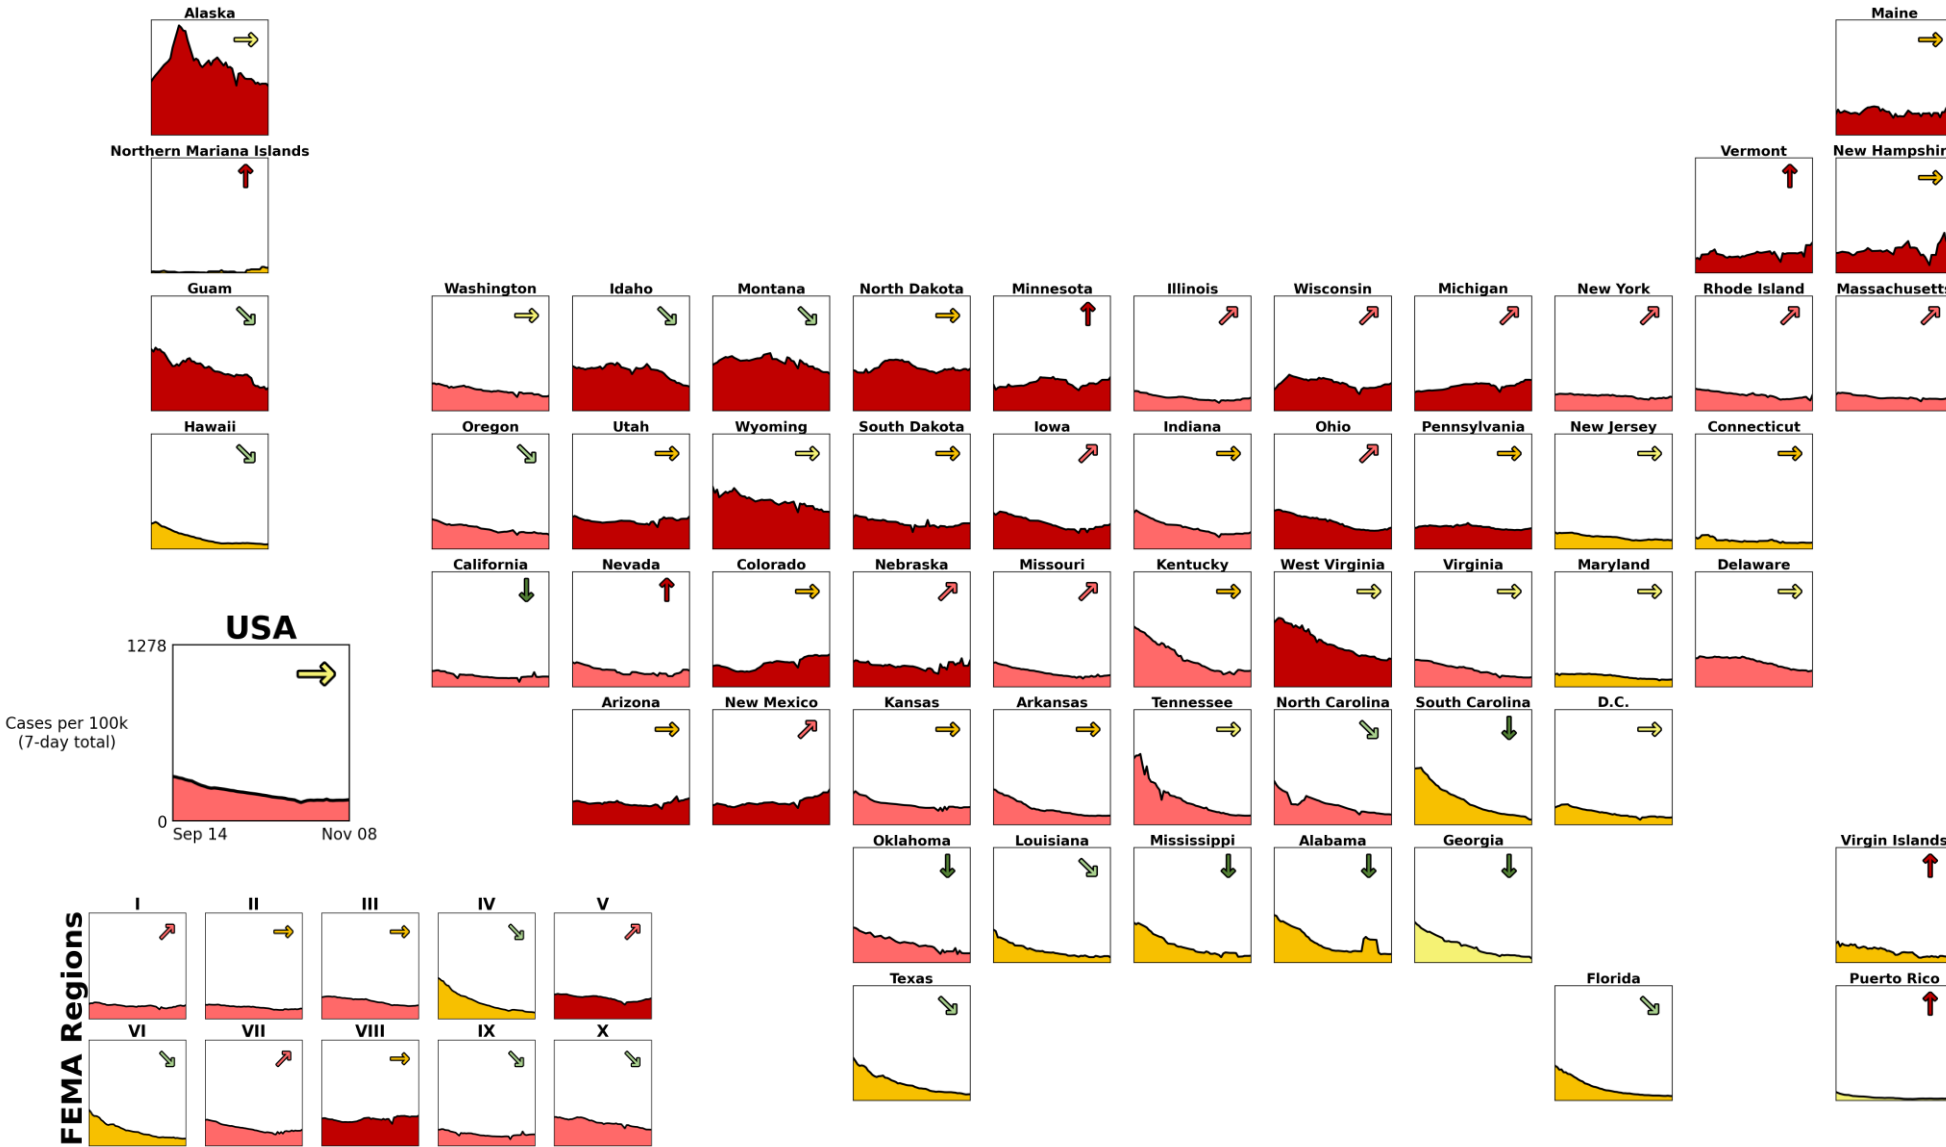 Alaska
Maine
Northern Mariana Islands
Vermont
New Hampshir
Guam
Washington
Idaho
Montana
North Dakota
Minnesota
Illinois
Wisconsin
Michigan
New York
Rhode Island
Massachusetts
Hawaii
Oregon
Utah
Wyoming
South Dakota
Iowa
Indiana
Ohio
Pennsylvania
New Jersey
Connecticut
California
Nevada
Colorado
Nebraska
Missouri
Kentucky
West Virginia
Virginia
Maryland
Delaware
USA
1278
Cases per 100k
(7-day total)
0
Sep 14
Nov 08
Arizona
New Mexico
Kansas
Arkansas
Tennessee
North Carolina
South Carolina
D.C.
Oklahoma
Louisiana
Mississippi
Alabama
Georgia
Virgin Islands
Texas
Florida
Puerto Rico
FEMA Regions
I
II
III
IV
V
VI
VII
VIII
IX
X